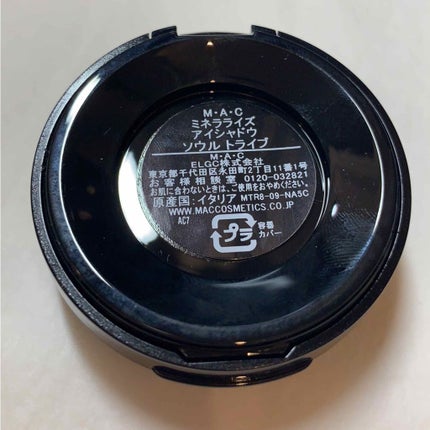 M・A・C
ミネラライズ
アイシャドウ
ソウル トライブ
M・A・C
ELGC株式会社
東京都千代田区永田町2丁目11番1号
お客様相談室 0120-032821
お肌に合わないときは、ご使用をおやめください。
原産国：イタリア MTR8-09-NA5C
WWW.MACCOSMETICS.CO.JP
AC7
プラ
容器
カバー